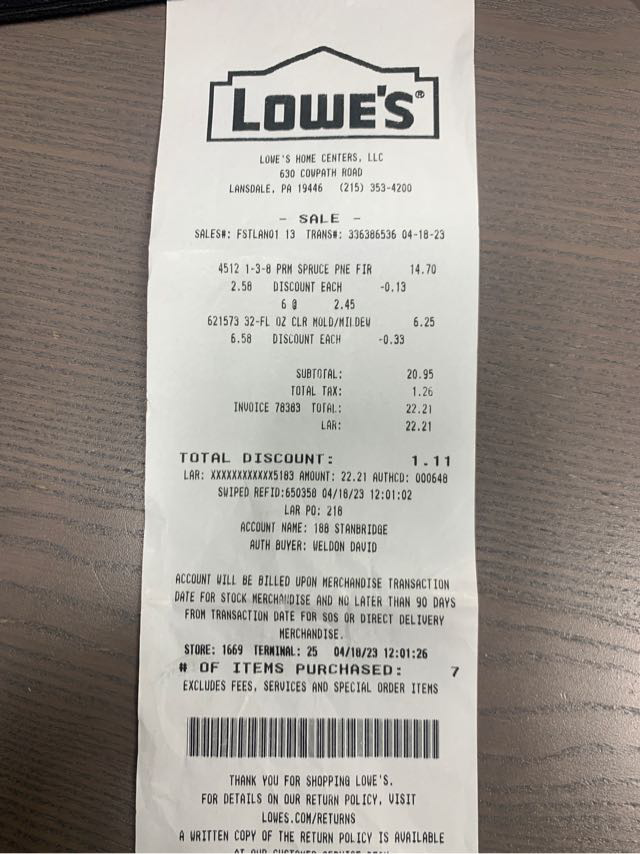 LOWE'S®
LOWE'S HOME CENTERS, LLC
630 COWPATH ROAD
LANSDALE, PA 19446 (215) 353-4200
- SALE -
SALES#: FSTLAN01 13 TRANS#: 336386536 04-18-23
4512 1-3-8 PRM SPRUCE PNE FIR 14.70
2.58 DISCOUNT EACH -0.13
6 @ 2.45
621573 32-FL OZ CLR MOLD/MILDEW 6.25
6.58 DISCOUNT EACH -0.33
SUBTOTAL: 20.95
TOTAL TAX: 1.26
INVOICE 78383 TOTAL: 22.21
LAR: 22.21
TOTAL DISCOUNT: 1.11
LAR: XXXXXXXXXXXX5183 AMOUNT: 22.21 AUTHCD: 000648
SWIPED REFID:650358 04/18/23 12:01:02
LAR PO: 218
ACCOUNT NAME: 188 STANBRIDGE
AUTH BUYER: WELDON DAVID
ACCOUNT WILL BE BILLED UPON MERCHANDISE TRANSACTION
DATE FOR STOCK MERCHANDISE AND NO LATER THAN 90 DAYS
FROM TRANSACTION DATE FOR SOS OR DIRECT DELIVERY
MERCHANDISE.
STORE: 1669 TERMINAL: 25 04/18/23 12:01:26
# OF ITEMS PURCHASED: 7
EXCLUDES FEES, SERVICES AND SPECIAL ORDER ITEMS
THANK YOU FOR SHOPPING LOWE'S.
FOR DETAILS ON OUR RETURN POLICY, VISIT
LOWES.COM/RETURNS
A WRITTEN COPY OF THE RETURN POLICY IS AVAILABLE
AT OUR CUSTOMER SERVICE DESK